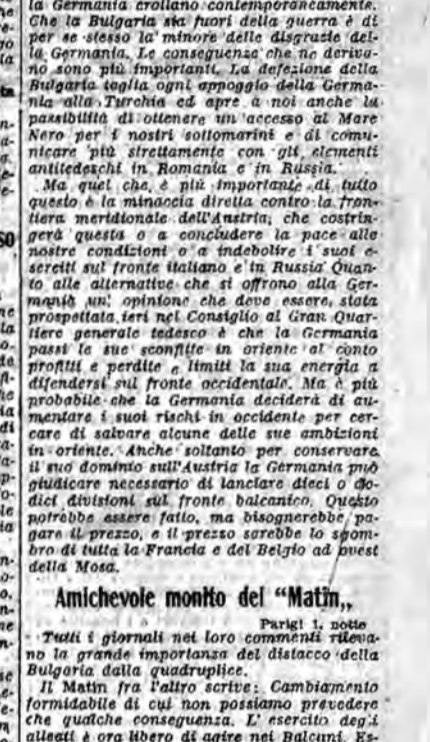 la Germania crollano contemporaneamente.
Che la Bulgaria sia fuori della guerra è di
per se stesso la minore delle disgrazie del-
la Germania. Le conseguenze che ne deriva-
no sono più importanti. La defezione della
Bulgaria taglia ogni appoggio della Germa-
nia alla Turchia ed apre a noi anche la
possibilità di ottenere un'accesso al Mare
Nero per i nostri sottomarini e di comu-
nicare più strettamente con gli elementi
antitedeschi in Romania e in Russia.
Ma quel che è più importante di tutto
questo è la minaccia diretta contro la fron-
tiera meridionale dell'Austria, che costrin-
gerà questa o a concludere la pace alle
nostre condizioni o a indebolire i suoi e-
serciti sul fronte italiano e in Russia Quan-
to alle alternative che si offrono alla Ger-
mania un' opinione che deve essere stata
prospettata ieri nel Consiglio al Gran Quar-
tiere generale tedesco è che la Germania
passi le sue sconfitte in oriente al conto
profitti e perdite e limiti la sua energia a
difendersi sul fronte occidentale. Ma è più
probabile che la Germania deciderà di au-
mentare i suoi rischi in occidente per cer-
care di salvare alcune delle sue ambizioni
in oriente. Anche soltanto per conservare
il suo dominio sull'Austria la Germania può
giudicare necessario di lanciare dieci o do-
dici divisioni sul fronte balcanico. Questo
potrebbe essere fatto, ma bisognerebbe pa-
gare il prezzo, e il prezzo sarebbe lo sgom-
bro di tutta la Francia e del Belgio ad ovest
della Mosa.
Amichevole monito del "Matin„
Parigi 1, notte
Tutti i giornali nei loro commenti rileva-
no la grande importanza del distacco della
Bulgaria dalla quadruplice.
Il Matin fra l'altro scrive: Cambiamento
formidabile di cui non possiamo prevedere
che qualche conseguenza. L' esercito degli
alleati è ora libero di agire nei Balcani. Es-